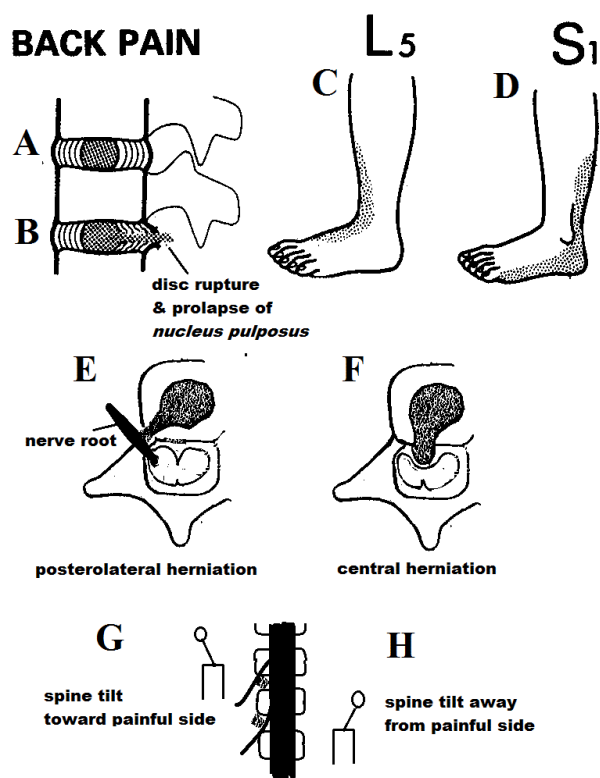 BACK PAIN
L5
S1
C
D
A
B
disc rupture
& prolapse of
nucleus pulposus
E
F
nerve root
posterolateral herniation
central herniation
G
H
spine tilt
toward painful side
spine tilt away
from painful side